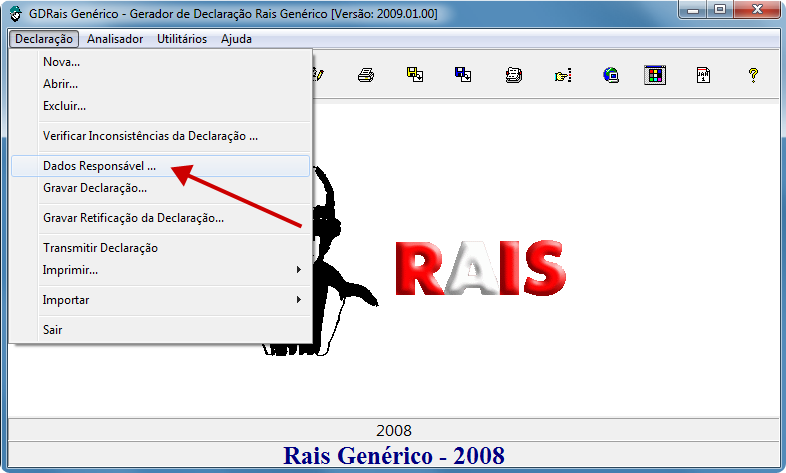 GDRais Genérico - Gerador de Declaração Rais Genérico [Versão: 2009.01.00]
Declaração Analisador Utilitários Ajuda
Nova...
Abrir...
Excluir...
Verificar Inconsistências da Declaração ...
Dados Responsável ...
Gravar Declaração...
Gravar Retificação da Declaração...
Transmitir Declaração
Imprimir...
Importar
Sair
RAIS
2008
Rais Genérico - 2008